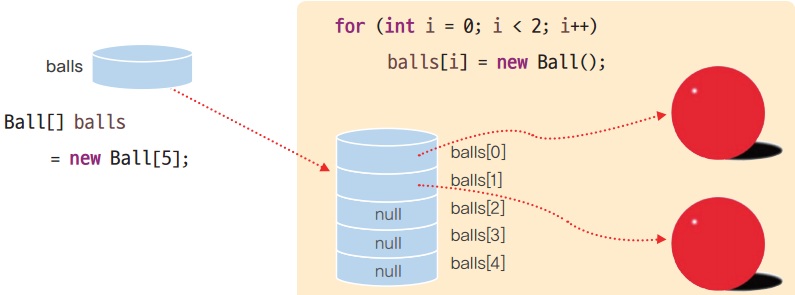 balls
Ball[] balls
= new Ball[5];
for (int i = 0; i < 2; i++)
balls[i] = new Ball();
balls[0]
balls[1]
null balls[2]
null balls[3]
null balls[4]